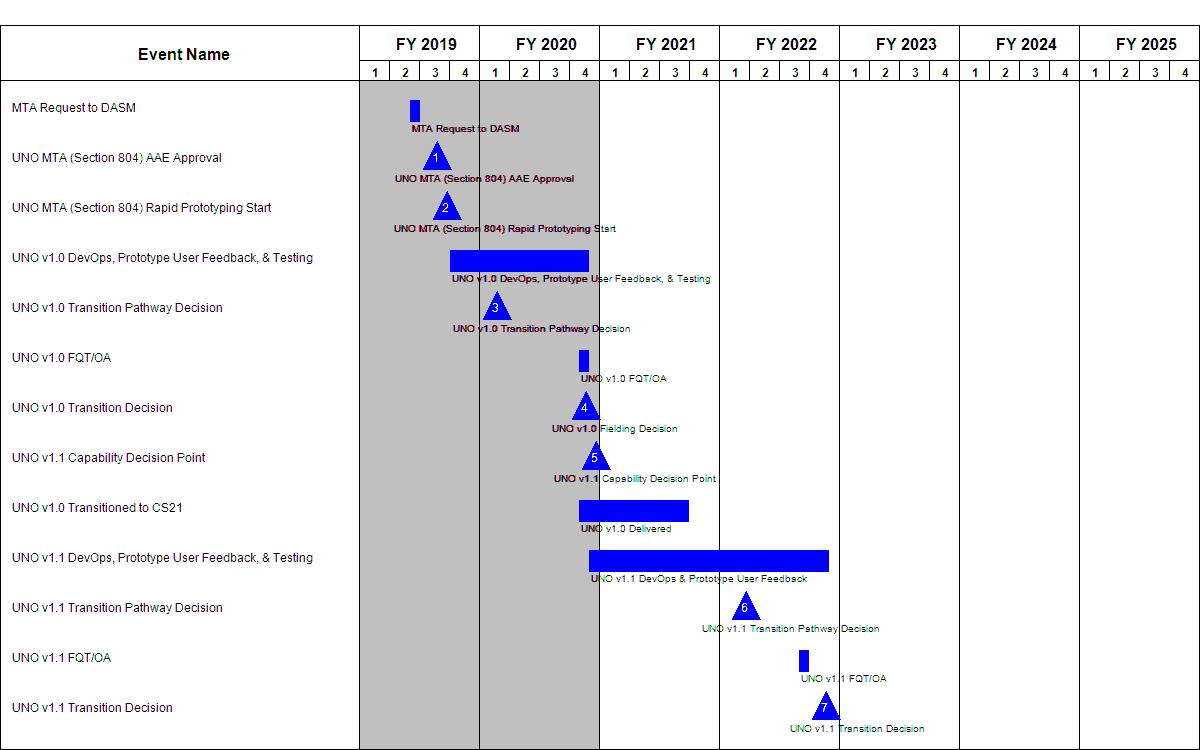 Event Name FY 2019 FY 2020 FY 2021 FY 2022 FY 2023 FY 2024 FY 2025
1 2 3 4 1 2 3 4 1 2 3 4 1 2 3 4 1 2 3 4 1 2 3 4 1 2 3 4
MTA Request to DASM
MTA Request to DASM
UNO MTA (Section 804) AAE Approval 1
UNO MTA (Section 804) AAE Approval
UNO MTA (Section 804) Rapid Prototyping Start 2
UNO MTA (Section 804) Rapid Prototyping Start
UNO v1.0 DevOps, Prototype User Feedback, & Testing
UNO v1.0 DevOps, Prototype User Feedback, & Testing
UNO v1.0 Transition Pathway Decision 3
UNO v1.0 Transition Pathway Decision
UNO v1.0 FQT/OA
UNO v1.0 FQT/OA
UNO v1.0 Transition Decision 4
UNO v1.0 Fielding Decision
UNO v1.1 Capability Decision Point 5
UNO v1.1 Capability Decision Point
UNO v1.0 Transitioned to CS21
UNO v1.0 Delivered
UNO v1.1 DevOps, Prototype User Feedback, & Testing
UNO v1.1 DevOps & Prototype User Feedback
UNO v1.1 Transition Pathway Decision 6
UNO v1.1 Transition Pathway Decision
UNO v1.1 FQT/OA
UNO v1.1 FQT/OA
UNO v1.1 Transition Decision 7
UNO v1.1 Transition Decision